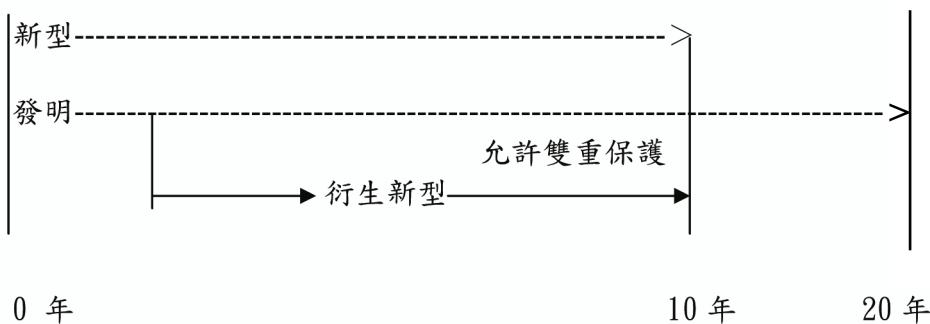 新型
發明
允許雙重保護
衍生新型
0 年 10 年 20 年